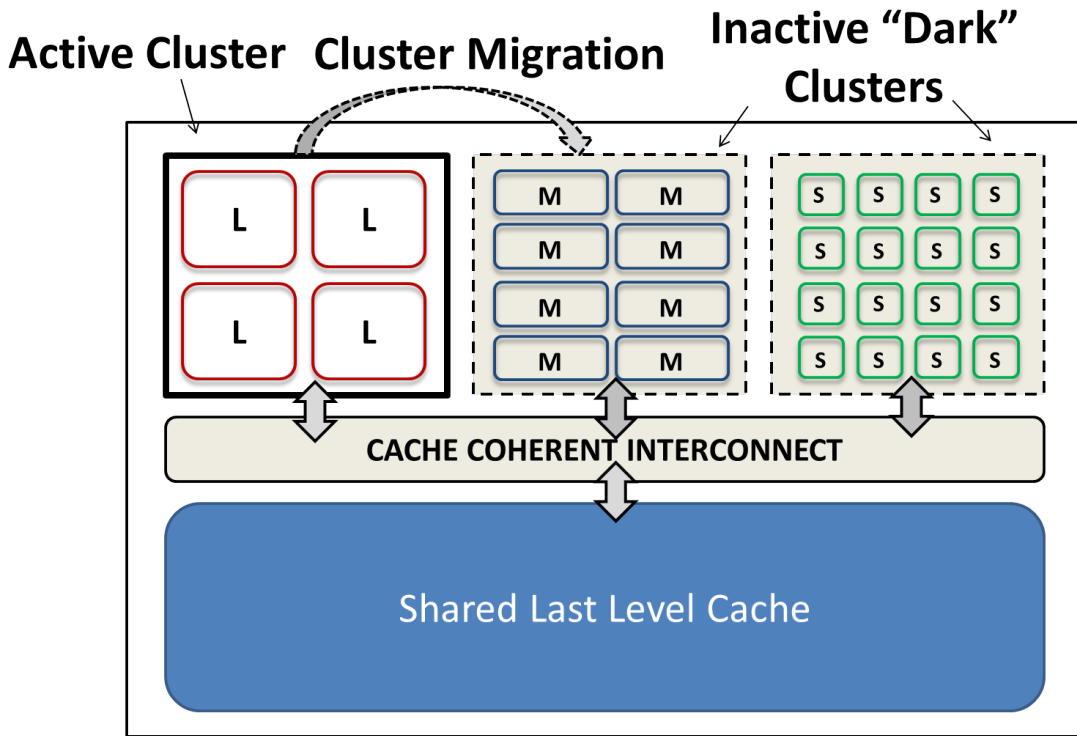 Active Cluster
Cluster Migration
Inactive “Dark”
Clusters
L L
L L
M M
M M
M M
M M
S S S S
S S S S
S S S S
S S S S
CACHE COHERENT INTERCONNECT
Shared Last Level Cache